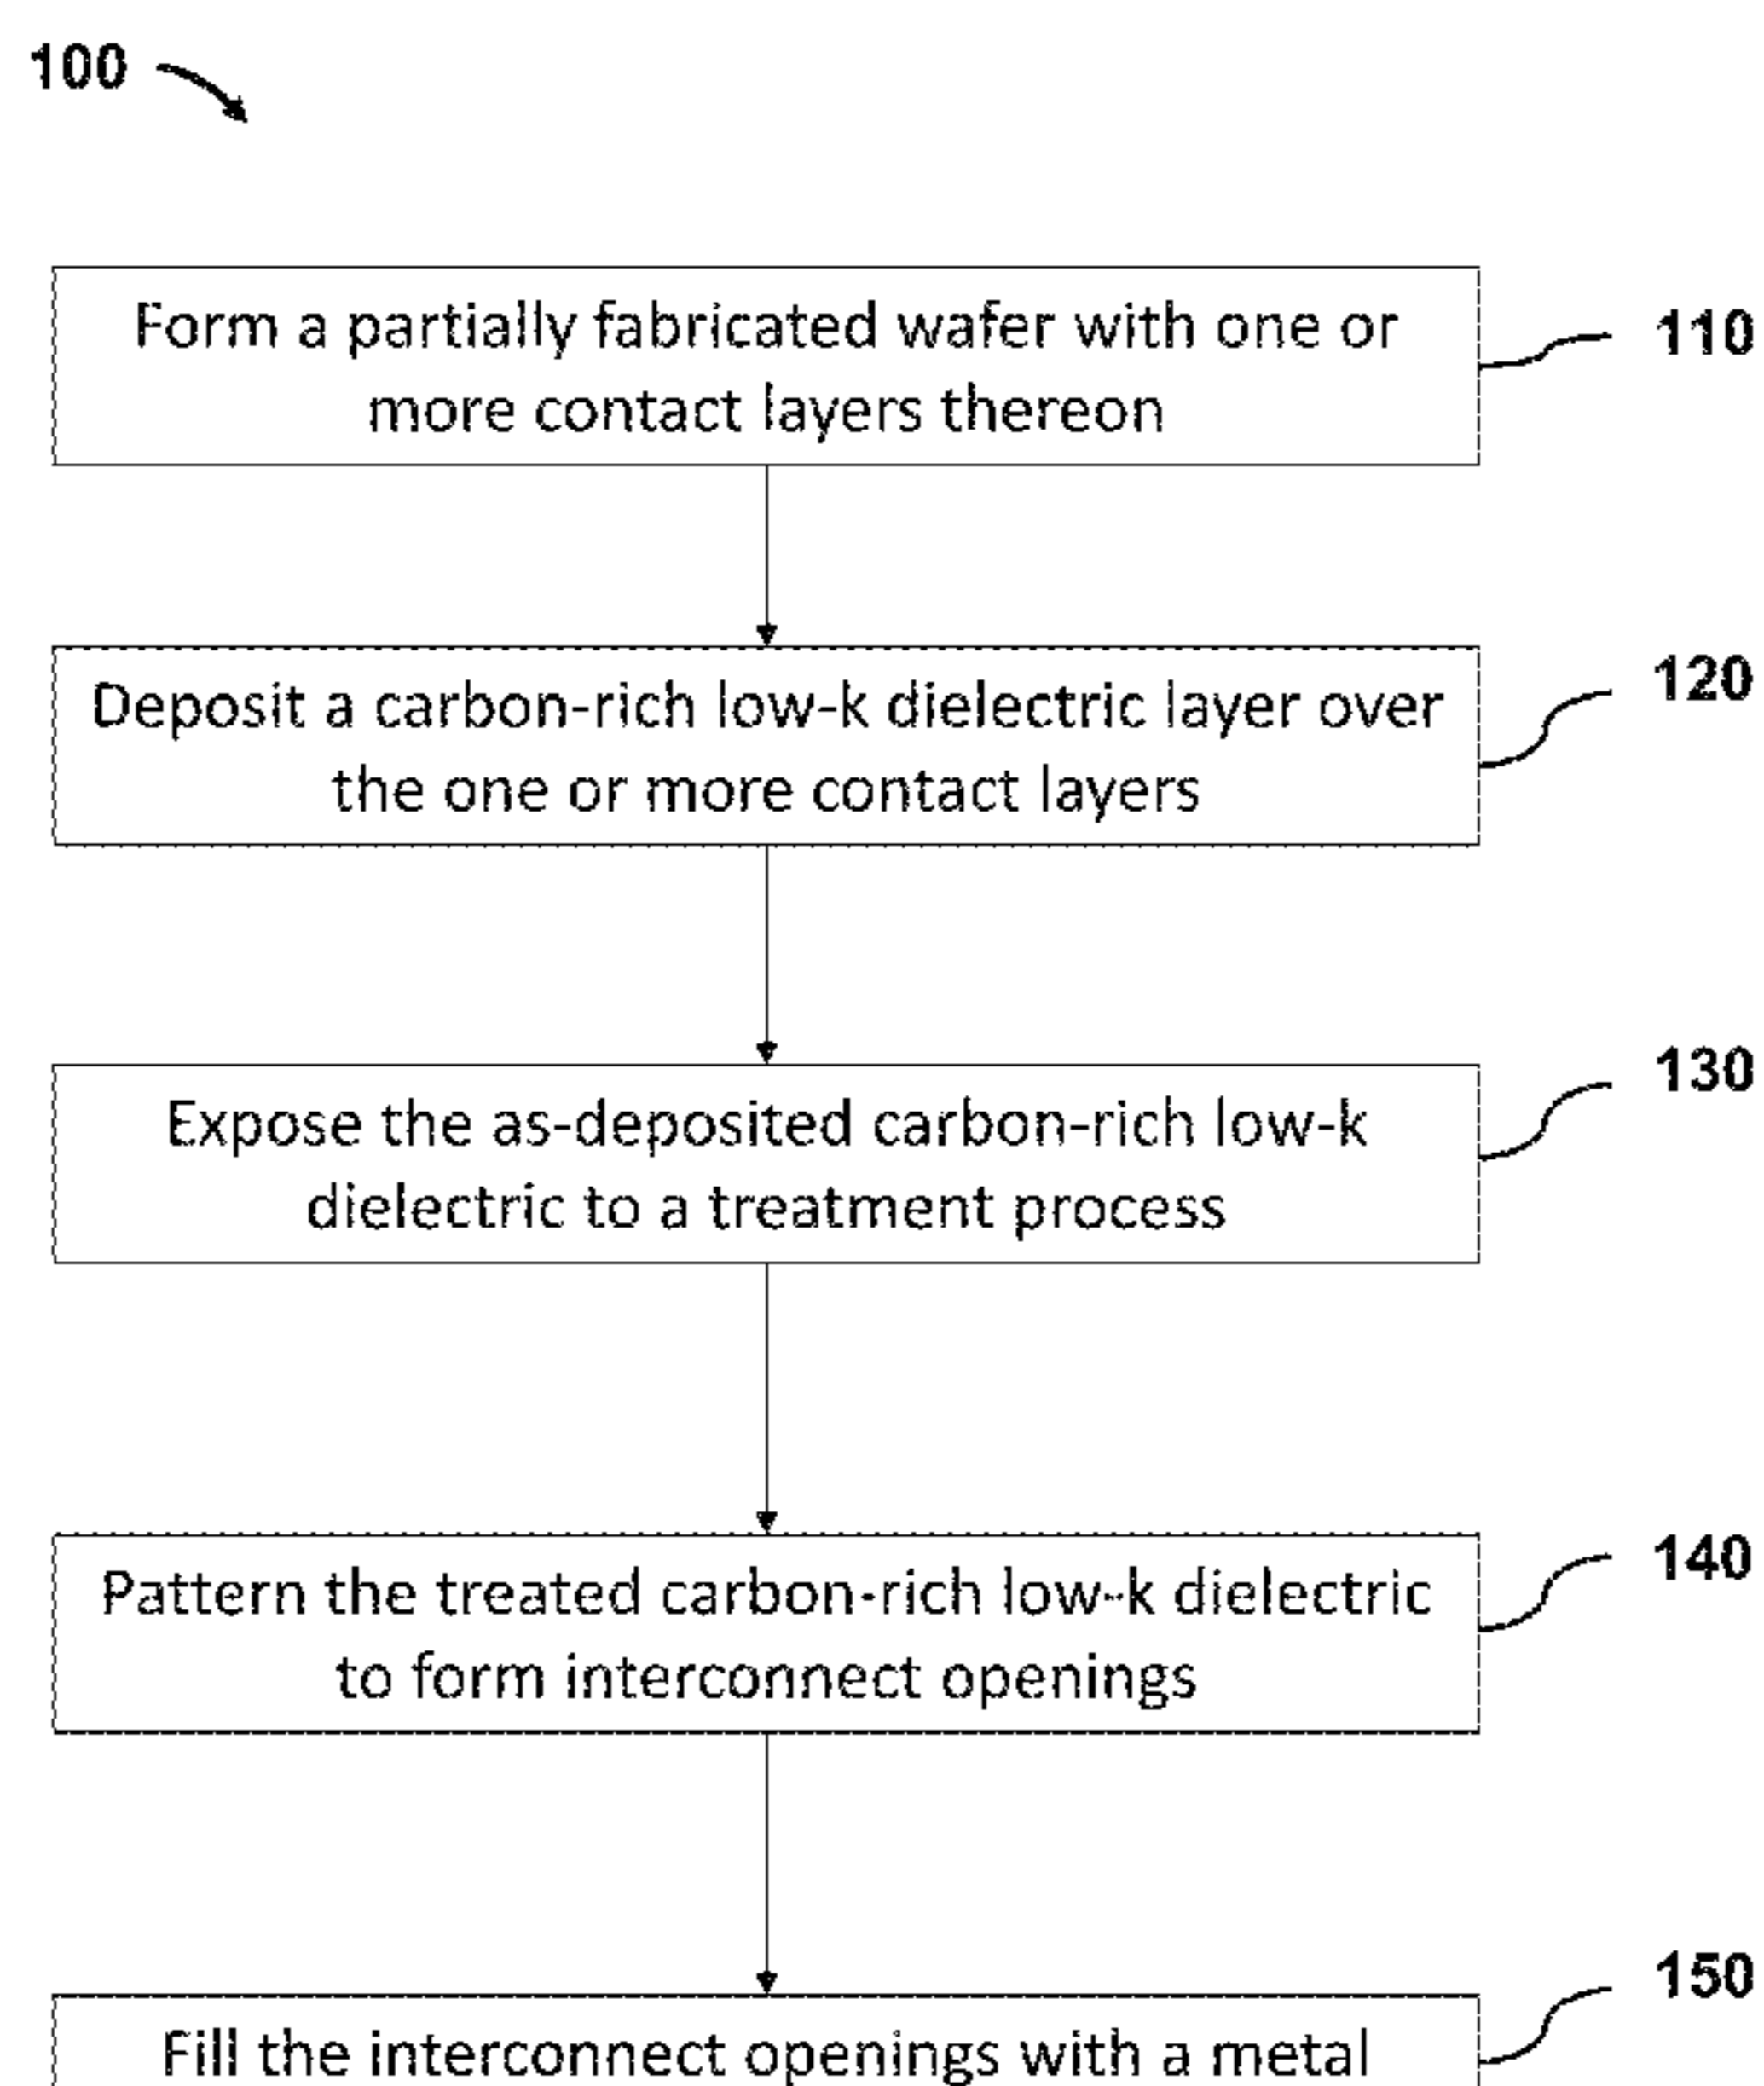 100
Form a partially fabricated wafer with one or
more contact layers thereon
110
Deposit a carbon-rich low-k dielectric layer over
the one or more contact layers
120
Expose the as-deposited carbon-rich low-k
dielectric to a treatment process
130
Pattern the treated carbon-rich low-k dielectric
to form interconnect openings
140
Fill the interconnect openings with a metal
150